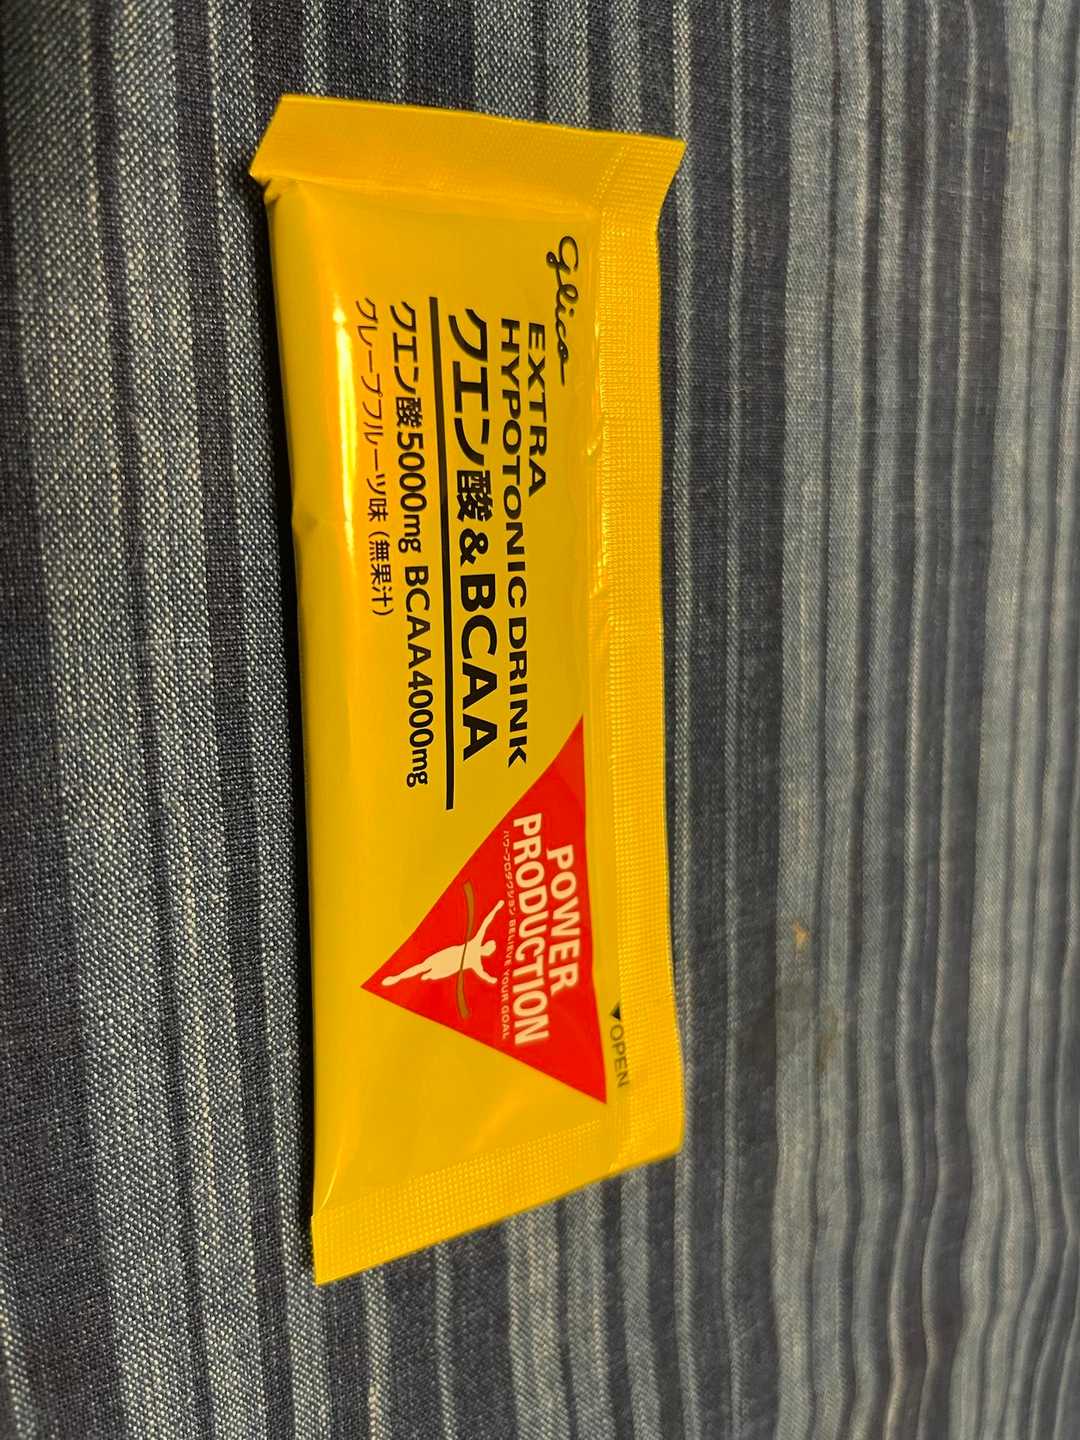 glico
EXTRA
HYPOTONIC DRINK
クエン酸&BCAA
クエン酸5000mg BCAA4000mg
グレープフルーツ味（無果汁）
POWER
PRODUCTION
パワープロダクション BELIEVE YOUR GOAL
▼OPEN